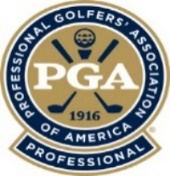 PROFESSIONAL GOLFERS' ASSOCIATION
PGA
1916
OF AMERICA
PROFESSIONAL
®